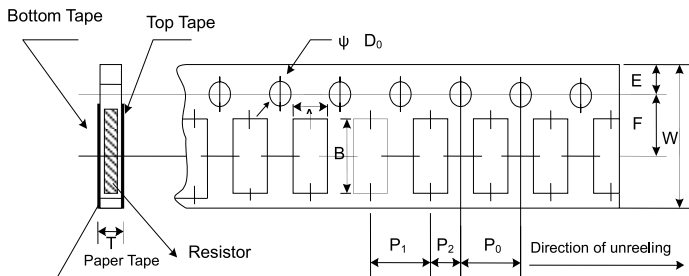 Bottom Tape
Top Tape
ψ D₀
E
A
F
W
B
T
Resistor
Paper Tape
P₁
P₂
P₀
Direction of unreeling